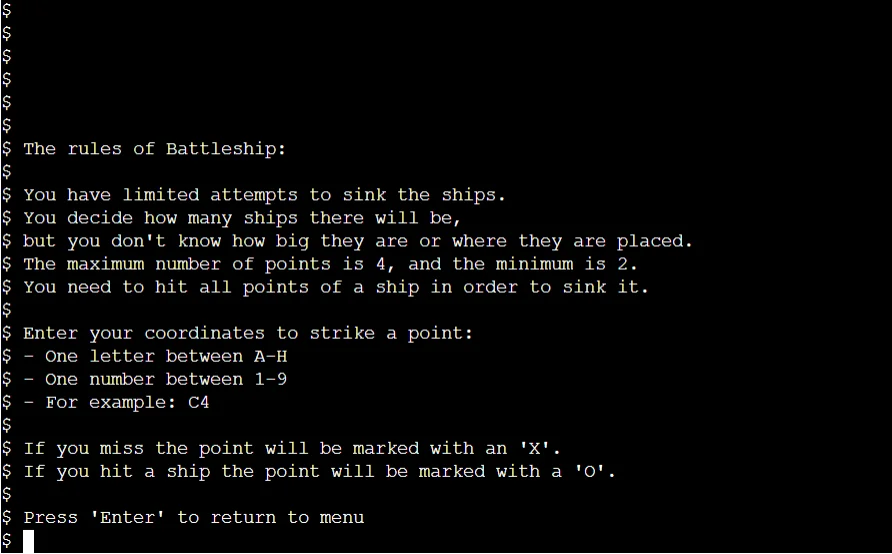 $
$
$
$
$
$
$ The rules of Battleship:
$
$ You have limited attempts to sink the ships.
$ You decide how many ships there will be,
$ but you don't know how big they are or where they are placed.
$ The maximum number of points is 4, and the minimum is 2.
$ You need to hit all points of a ship in order to sink it.
$
$ Enter your coordinates to strike a point:
$ - One letter between A-H
$ - One number between 1-9
$ - For example: C4
$
$ If you miss the point will be marked with an 'X'.
$ If you hit a ship the point will be marked with a 'O'.
$
$ Press 'Enter' to return to menu
$